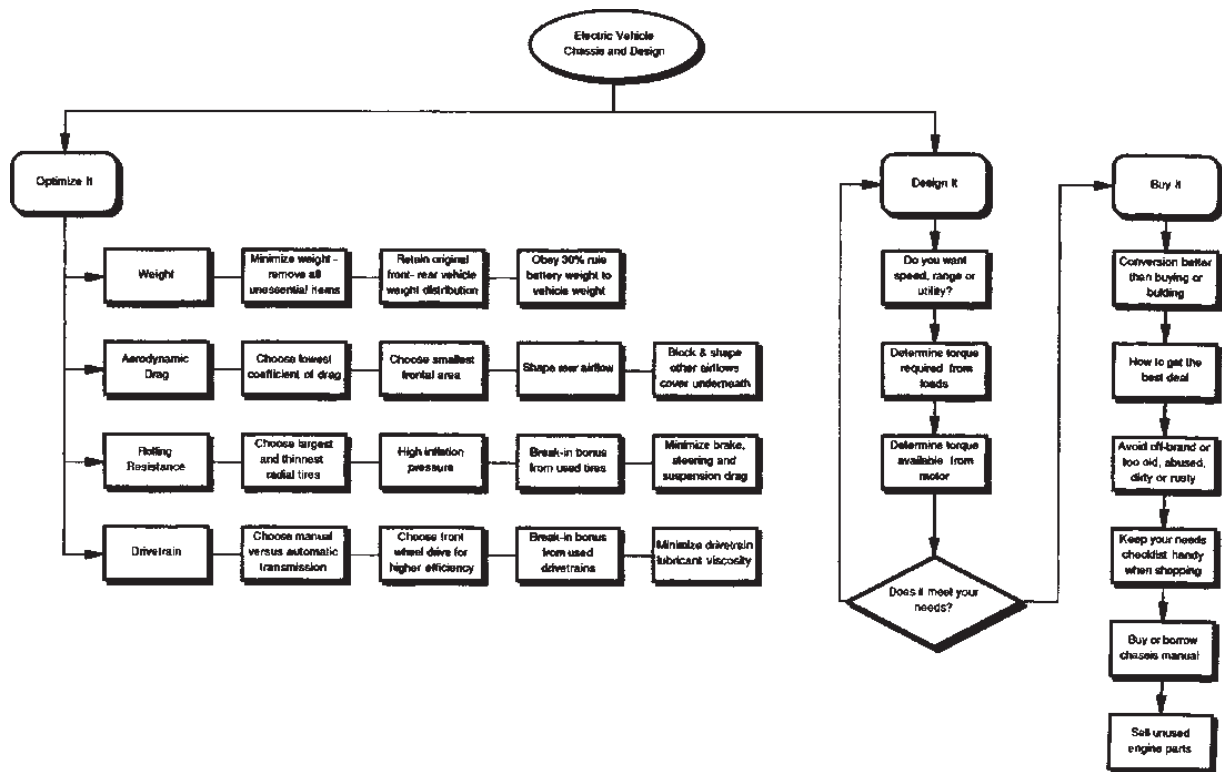 Electric Vehicle
Chassis and Design
Optimize It
Design It
Buy It
Weight
Minimize weight -
remove all
unessential items
Retain original
front- rear vehicle
weight distribution
Obey 30% rule
battery weight to
vehicle weight
Aerodynamic
Drag
Choose lowest
coefficient of drag
Choose smallest
frontal area
Shape rear airflow
Block & shape
other airflows
cover underneath
Rolling
Resistance
Choose largest
and thinnest
radial tires
High inflation
pressure
Break-in bonus
from used tires
Minimize brake,
steering and
suspension drag
Drivetrain
Choose manual
versus automatic
transmission
Choose front
wheel drive for
higher efficiency
Break-in bonus
from used
drivetrains
Minimize drivetrain
lubricant viscosity
Do you want
speed, range or
utility?
Determine torque
required from
loads
Determine torque
available from
motor
Does it meet your
needs?
Conversion better
than buying or
building
How to get the
best deal
Avoid off-brand or
too old, abused,
dirty or rusty
Keep your needs
checklist handy
when shopping
Buy or borrow
chassis manual
Sell unused
engine parts